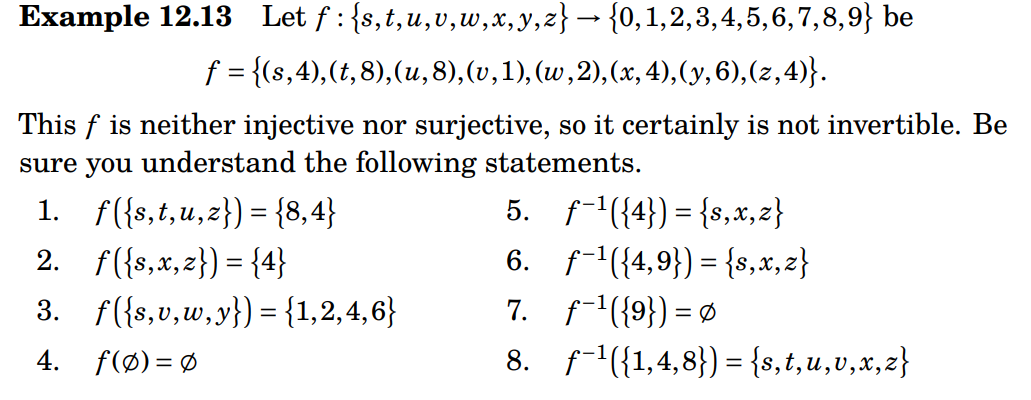 Example 12.13 Let f : {s,t,u,v,w,x,y,z} → {0,1,2,3,4,5,6,7,8,9} be
f = {(s,4),(t,8),(u,8),(v,1),(w,2),(x,4),(y,6),(z,4)}.
This f is neither injective nor surjective, so it certainly is not invertible. Be
sure you understand the following statements.
1. f({s,t,u,z}) = {8,4}
2. f({s,x,z}) = {4}
3. f({s,v,w,y}) = {1,2,4,6}
4. f(∅) = ∅
5. f⁻¹({4}) = {s,x,z}
6. f⁻¹({4,9}) = {s,x,z}
7. f⁻¹({9}) = ∅
8. f⁻¹({1,4,8}) = {s,t,u,v,x,z}